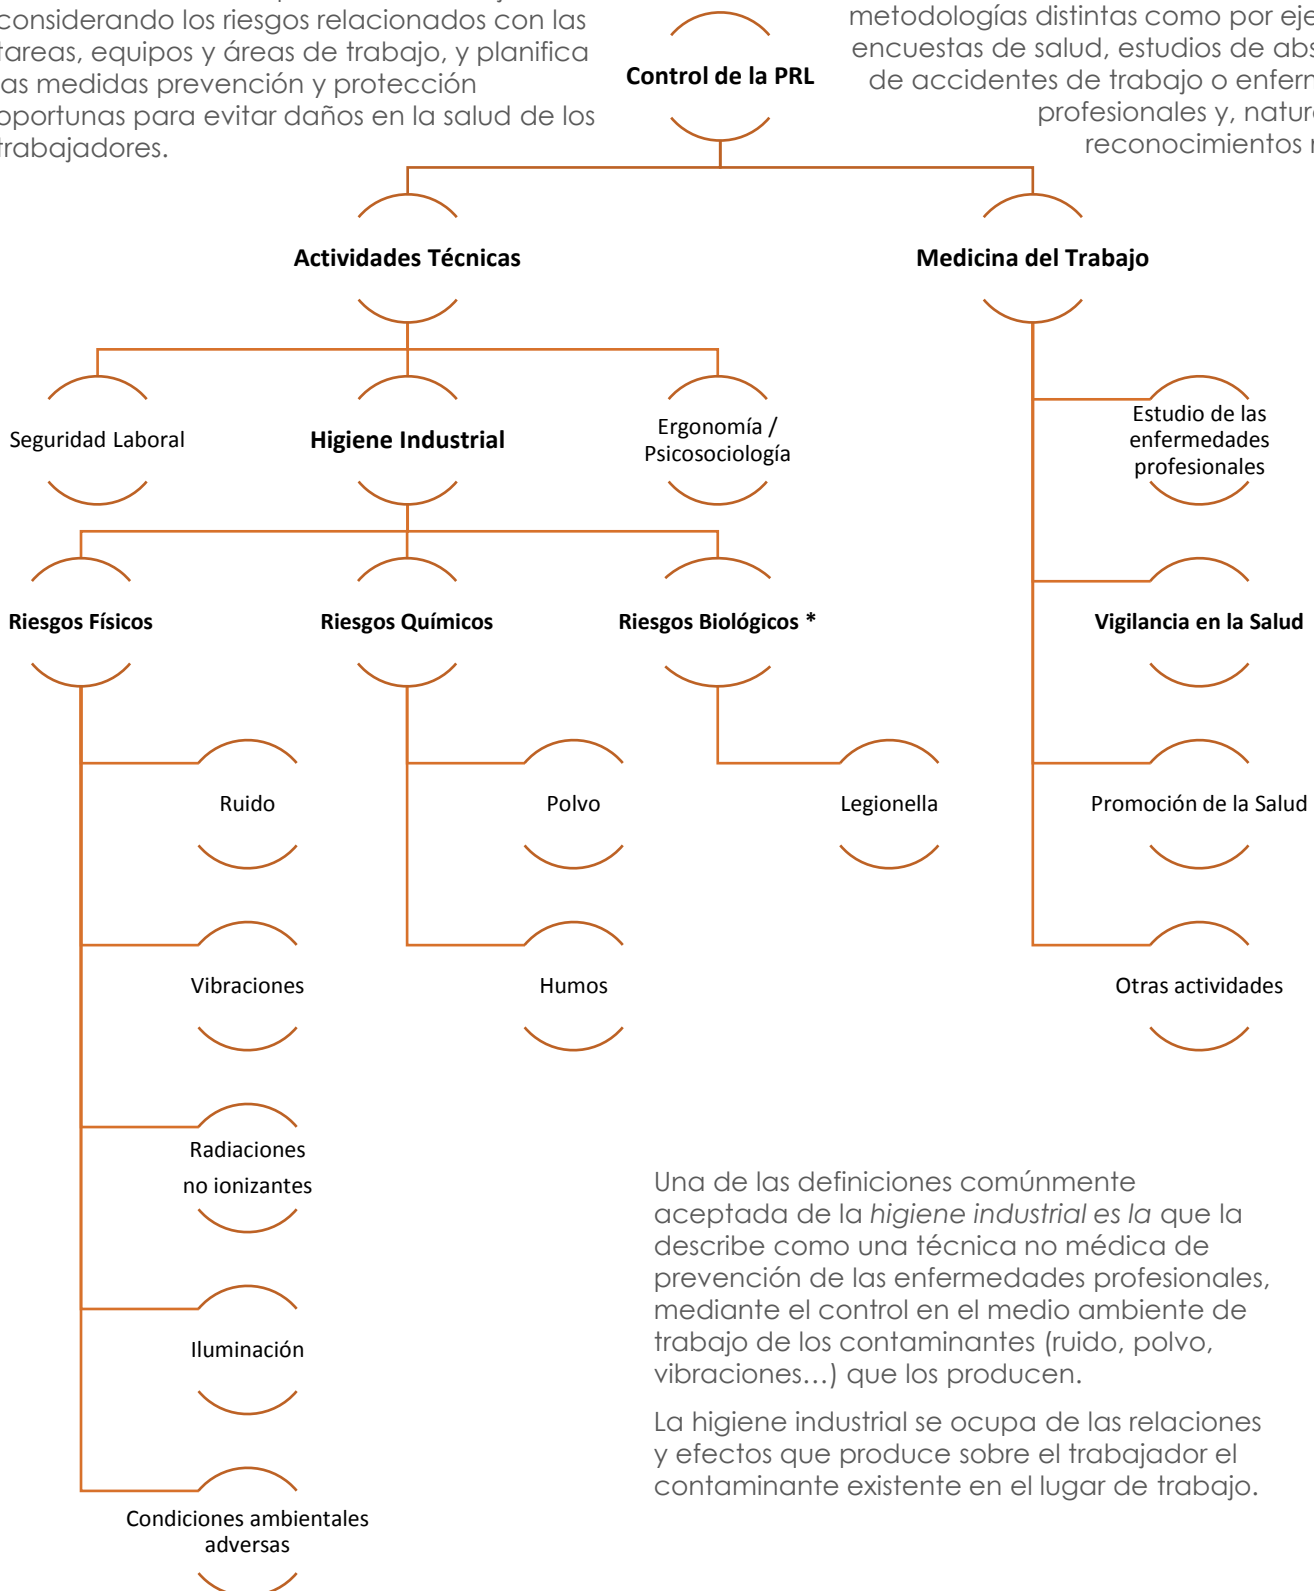 considerando los riesgos relacionados con las
tareas, equipos y áreas de trabajo, y planifica
las medidas prevención y protección
oportunas para evitar daños en la salud de los
trabajadores.
metodologías distintas como por eje
encuestas de salud, estudios de abs
de accidentes de trabajo o enferm
profesionales y, natur
reconocimientos
Control de la PRL
Actividades Técnicas
Medicina del Trabajo
Seguridad Laboral
Higiene Industrial
Ergonomía /
Psicosociología
Estudio de las
enfermedades
profesionales
Riesgos Físicos
Riesgos Químicos
Riesgos Biológicos *
Vigilancia en la Salud
Ruido
Polvo
Legionella
Promoción de la Salud
Vibraciones
Humos
Otras actividades
Radiaciones
no ionizantes
Iluminación
Condiciones ambientales
adversas
Una de las definiciones comúnmente
aceptada de la higiene industrial es la que la
describe como una técnica no médica de
prevención de las enfermedades profesionales,
mediante el control en el medio ambiente de
trabajo de los contaminantes (ruido, polvo,
vibraciones…) que los producen.
La higiene industrial se ocupa de las relaciones
y efectos que produce sobre el trabajador el
contaminante existente en el lugar de trabajo.